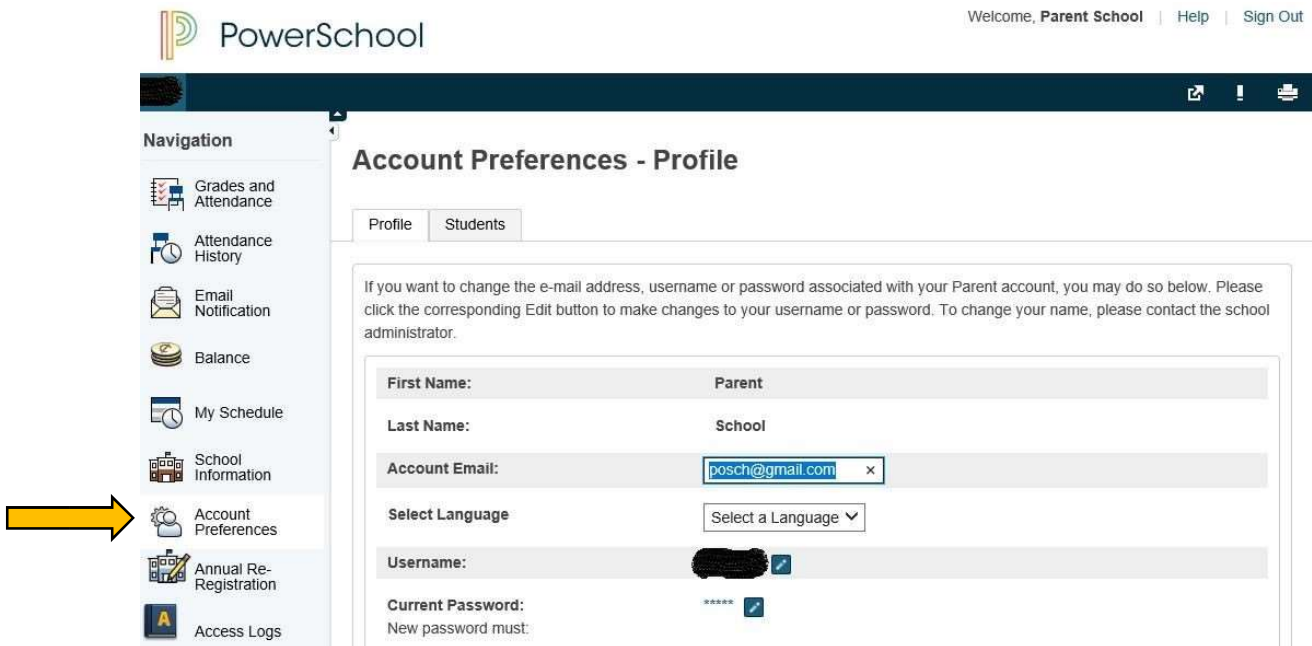 PowerSchool
Welcome, Parent School | Help | Sign Out
Navigation
Grades and
Attendance
Attendance
History
Email
Notification
Balance
My Schedule
School
Information
Account
Preferences
Annual Re-
Registration
A
Access Logs
Account Preferences - Profile
Profile
Students
If you want to change the e-mail address, username or password associated with your Parent account, you may do so below. Please
click the corresponding Edit button to make changes to your username or password. To change your name, please contact the school
administrator.
First Name: Parent
Last Name: School
Account Email: posch@gmail.com ×
Select Language Select a Language
Username:
Current Password: *****
New password must: